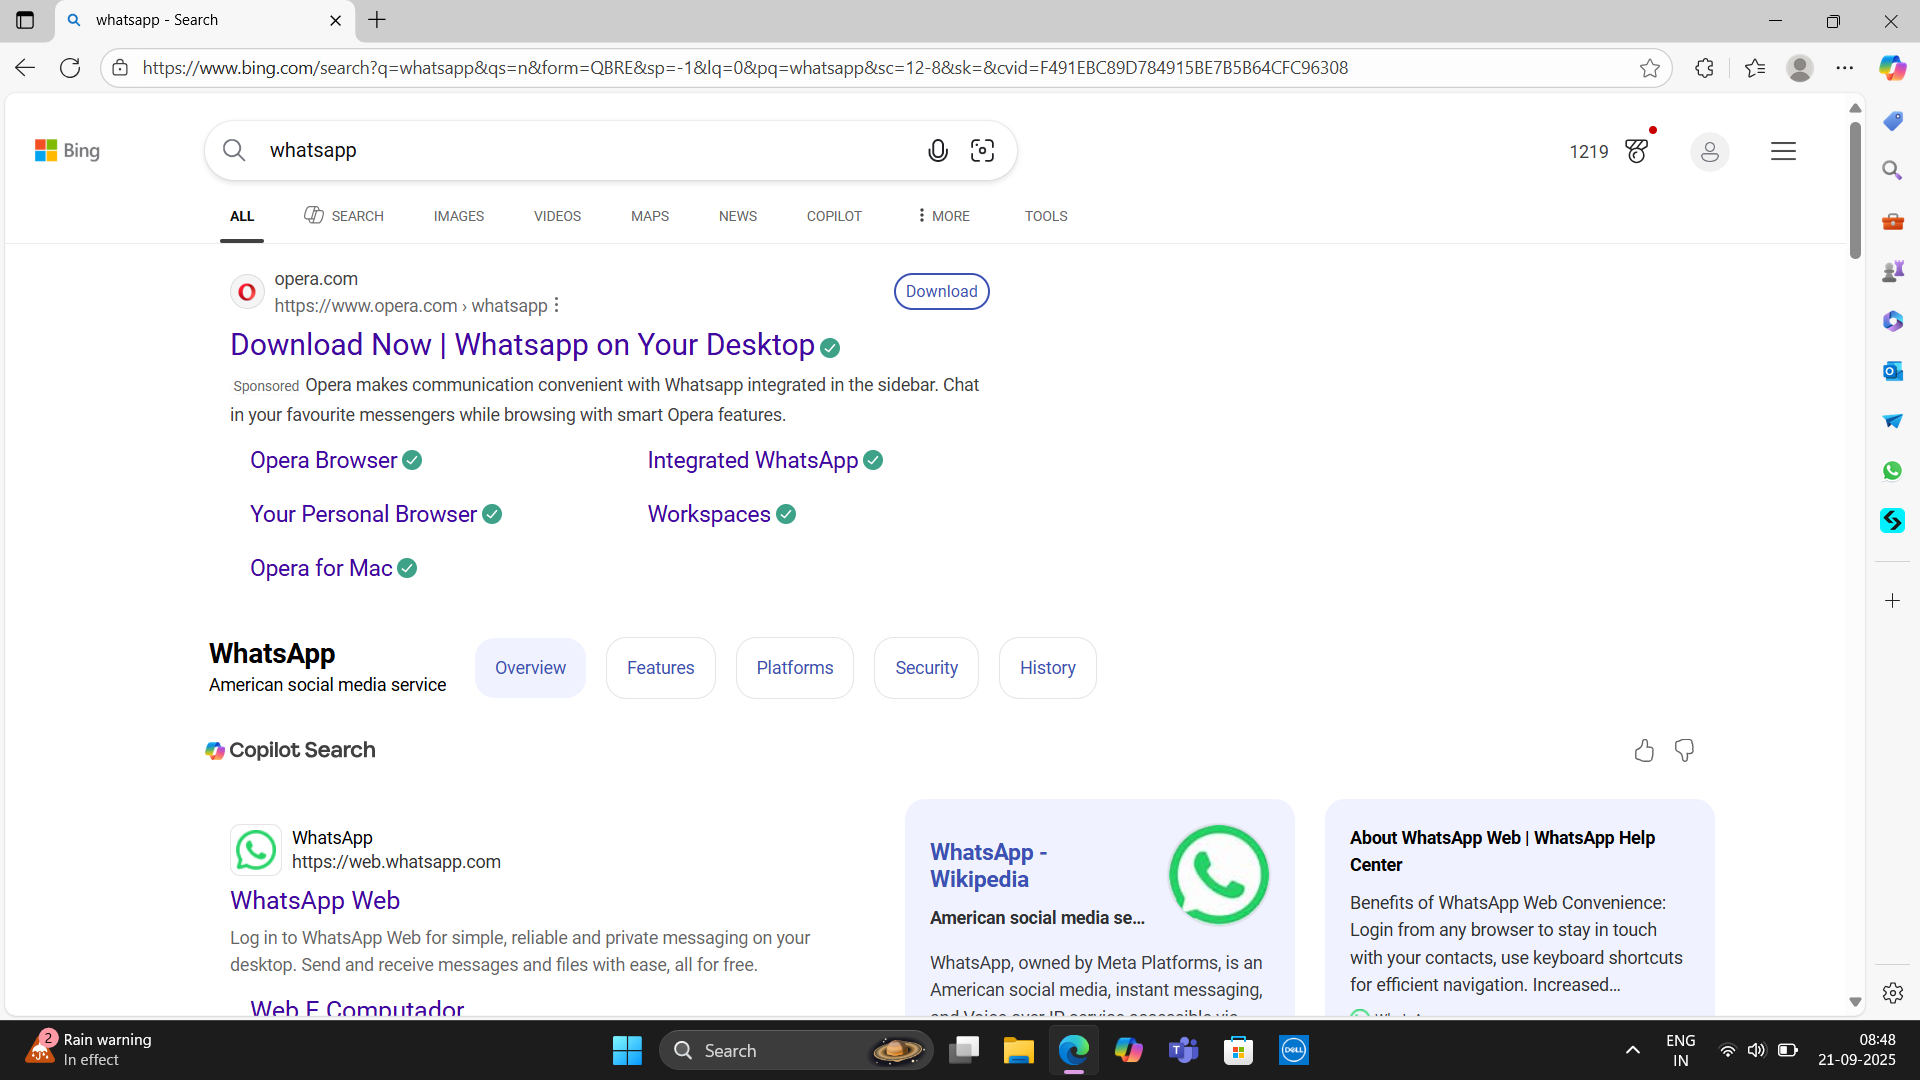 whatsapp - Search
https://www.bing.com/search?q=whatsapp&qs=n&form=QBRE&sp=-1&lq=0&pq=whatsapp&sc=12-8&sk=&cvid=F491EBC89D784915BE7B5B64CFC96308
Bing
whatsapp
1219
ALL SEARCH IMAGES VIDEOS MAPS NEWS COPILOT MORE TOOLS
opera.com
https://www.opera.com › whatsapp
Download
Download Now | Whatsapp on Your Desktop
Sponsored Opera makes communication convenient with Whatsapp integrated in the sidebar. Chat
in your favourite messengers while browsing with smart Opera features.
Opera Browser Integrated WhatsApp
Your Personal Browser Workspaces
Opera for Mac
WhatsApp
American social media service
Overview Features Platforms Security History
Copilot Search
WhatsApp
https://web.whatsapp.com
WhatsApp Web
Log in to WhatsApp Web for simple, reliable and private messaging on your
desktop. Send and receive messages and files with ease, all for free.
Web E Computador
WhatsApp -
Wikipedia
American social media se...
WhatsApp, owned by Meta Platforms, is an
American social media, instant messaging,
and Voice over IP service accessible via
About WhatsApp Web | WhatsApp Help
Center
Benefits of WhatsApp Web Convenience:
Login from any browser to stay in touch
with your contacts, use keyboard shortcuts
for efficient navigation. Increased...
2
Rain warning
In effect
Search
DELL
ENG
IN
08:48
21-09-2025